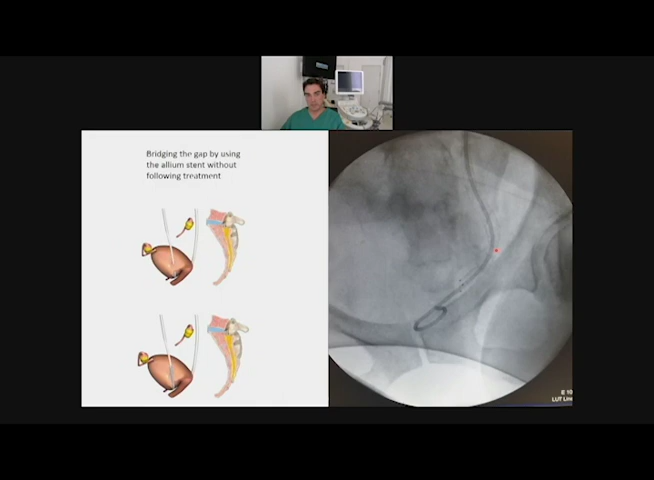 Bridging the gap by using
the allium stent without
following treatment